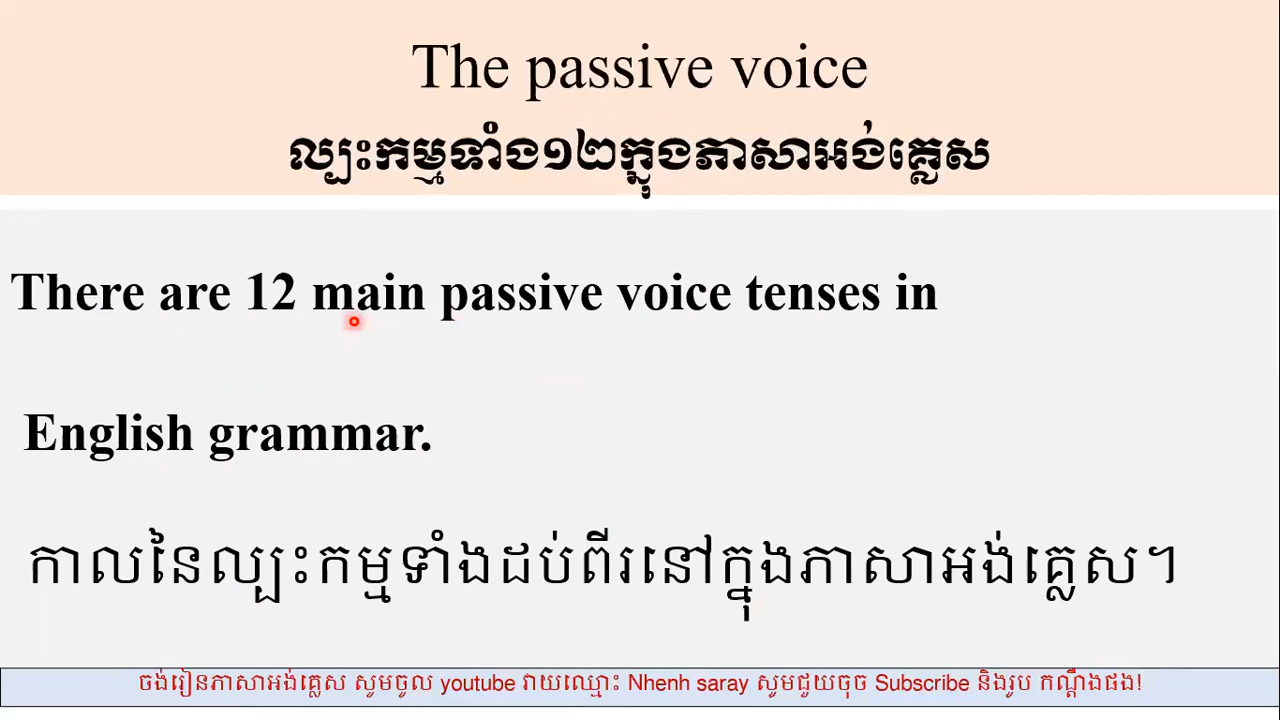 The passive voice
ល្បះកម្មទាំង១២ក្នុងភាសាអង់គ្លេស
There are 12 main passive voice tenses in
English grammar.
កាលនៃល្បះកម្មទាំងដប់ពីរនៅក្នុងភាសាអង់គ្លេស។
ចង់រៀនភាសាអង់គ្លេស សូមចូល youtube វាយឈ្មោះ Nhenh saray សូមជួយចុច Subscribe និងរូប កណ្ដឹងផង!